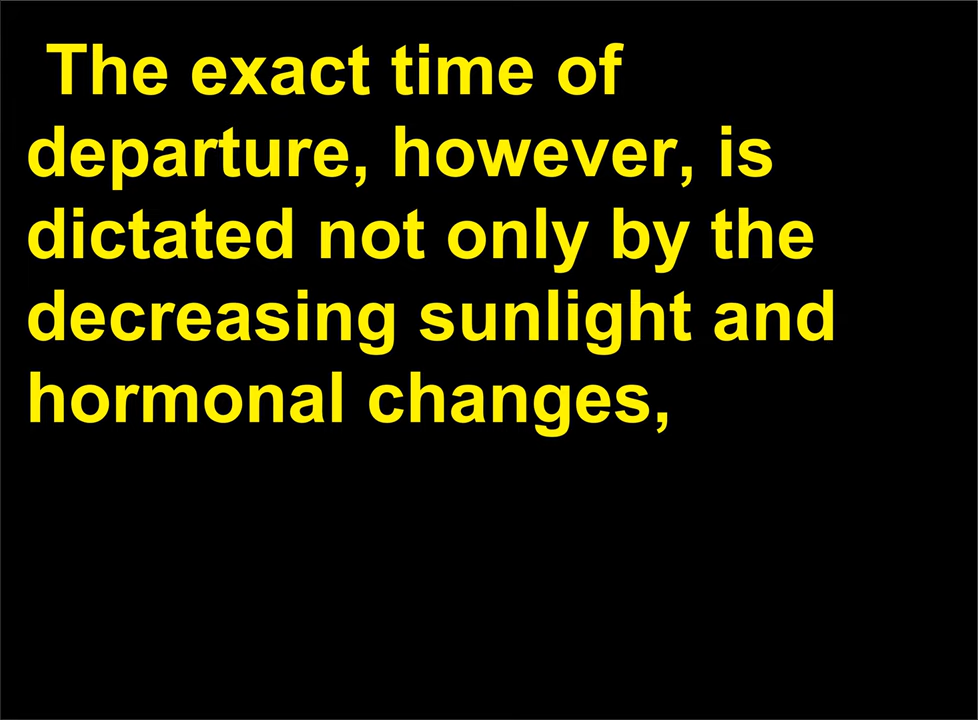 The exact time of
departure, however, is
dictated not only by the
decreasing sunlight and
hormonal changes,